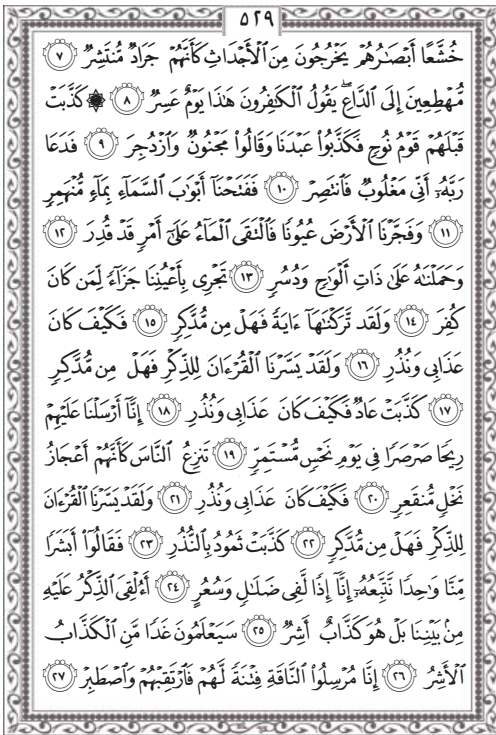 ٥٢٩
خُشَّعًا أَبْصَٰرُهُمْ يَخْرُجُونَ مِنَ ٱلْأَجْدَاثِ كَأَنَّهُمْ جَرَادٌ مُّنتَشِرٌ ٧
مُّهْطِعِينَ إِلَى ٱلدَّاعِ ۖ يَقُولُ ٱلْكَٰفِرُونَ هَٰذَا يَوْمٌ عَسِرٌ ٨ ۞ كَذَّبَتْ
قَبْلَهُمْ قَوْمُ نُوحٍ فَكَذَّبُوا۟ عَبْدَنَا وَقَالُوا۟ مَجْنُونٌ وَٱزْدُجِرَ ٩ فَدَعَا
رَبَّهُۥٓ أَنِّى مَغْلُوبٌ فَٱنتَصِرْ ١٠ فَفَتَحْنَآ أَبْوَٰبَ ٱلسَّمَآءِ بِمَآءٍ مُّنْهَمِرٍ
١١ وَفَجَّرْنَا ٱلْأَرْضَ عُيُونًا فَٱلْتَقَى ٱلْمَآءُ عَلَىٰٓ أَمْرٍ قَدْ قُدِرَ ١٢
وَحَمَلْنَٰهُ عَلَىٰ ذَاتِ أَلْوَٰحٍ وَدُسُرٍ ١٣ تَجْرِى بِأَعْيُنِنَا جَزَآءً لِّمَن كَانَ
كُفِرَ ١٤ وَلَقَد تَّرَكْنَٰهَآ ءَايَةً فَهَلْ مِن مُّدَّكِرٍ ١٥ فَكَيْفَ كَانَ
عَذَابِى وَنُذُرِ ١٦ وَلَقَدْ يَسَّرْنَا ٱلْقُرْءَانَ لِلذِّكْرِ فَهَلْ مِن مُّدَّكِرٍ
١٧ كَذَّبَتْ عَادٌ فَكَيْفَ كَانَ عَذَابِى وَنُذُرِ ١٨ إِنَّآ أَرْسَلْنَا عَلَيْهِمْ
رِيحًا صَرْصَرًا فِى يَوْمِ نَحْسٍ مُّسْتَمِرٍّ ١٩ تَنزِعُ ٱلنَّاسَ كَأَنَّهُمْ أَعْجَازُ
نَخْلٍ مُّنقَعِرٍ ٢٠ فَكَيْفَ كَانَ عَذَابِى وَنُذُرِ ٢١ وَلَقَدْ يَسَّرْنَا ٱلْقُرْءَانَ
لِلذِّكْرِ فَهَلْ مِن مُّدَّكِرٍ ٢٢ كَذَّبَتْ ثَمُودُ بِٱلنُّذُرِ ٢٣ فَقَالُوٓا۟ أَبَشَرًا
مِّنَّا وَٰحِدًا نَّتَّبِعُهُۥٓ إِنَّآ إِذًا لَّفِى ضَلَٰلٍ وَسُعُرٍ ٢٤ أَءُلْقِىَ ٱلذِّكْرُ عَلَيْهِ
مِنۢ بَيْنِنَا بَلْ هُوَ كَذَّابٌ أَشِرٌ ٢٥ سَيَعْلَمُونَ غَدًا مَّنِ ٱلْكَذَّابُ
ٱلْأَشِرُ ٢٦ إِنَّا مُرْسِلُوا۟ ٱلنَّاقَةِ فِتْنَةً لَّهُمْ فَٱرْتَقِبْهُمْ وَٱصْطَبِرْ ٢٧